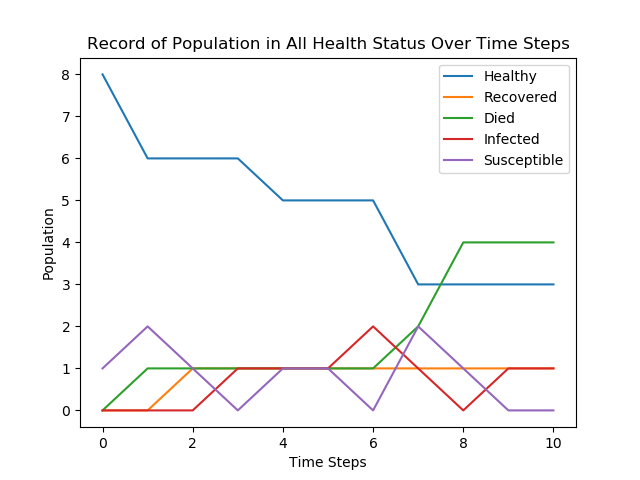 Record of Population in All Health Status Over Time Steps
Healthy
Recovered
Died
Infected
Susceptible
8
7
6
5
4
3
2
1
0
Population
0 2 4 6 8 10
Time Steps